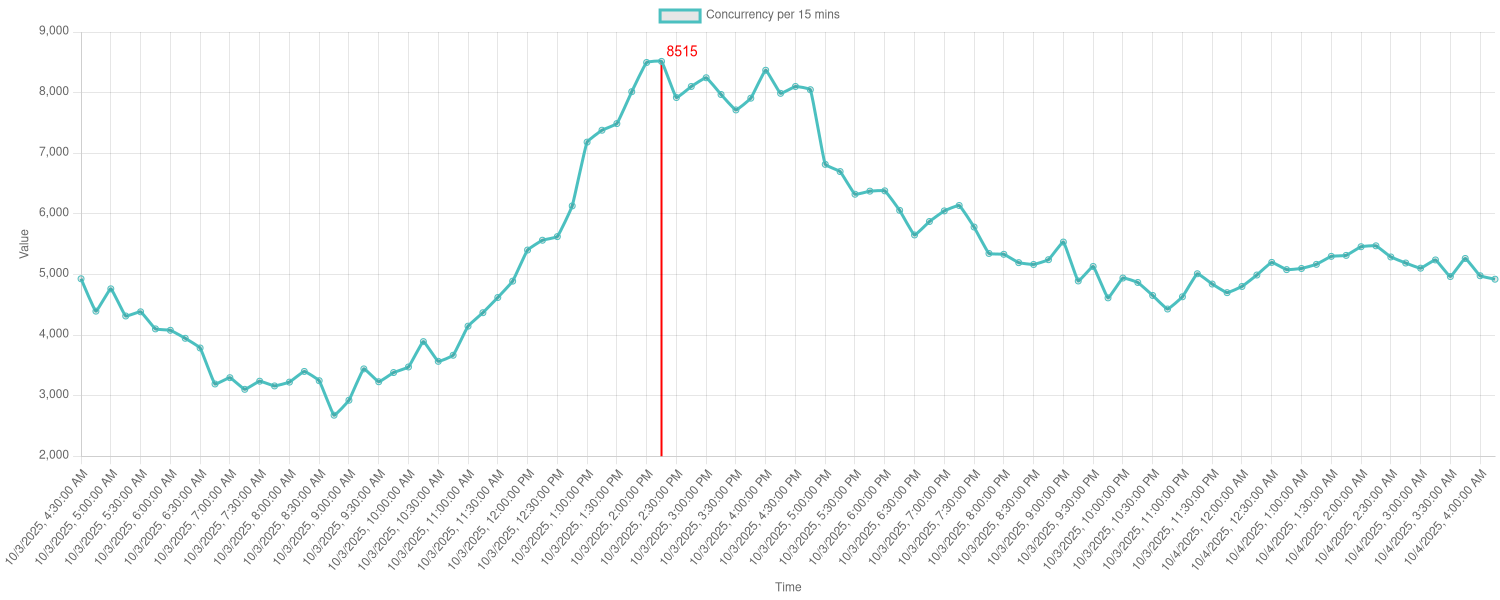 Concurrency per 15 mins
9,000
8515
8,000
7,000
6,000
Value
5,000
4,000
3,000
2,000
10/3/2025, 4:30:00 AM
10/3/2025, 5:00:00 AM
10/3/2025, 5:30:00 AM
10/3/2025, 6:00:00 AM
10/3/2025, 6:30:00 AM
10/3/2025, 7:00:00 AM
10/3/2025, 7:30:00 AM
10/3/2025, 8:00:00 AM
10/3/2025, 8:30:00 AM
10/3/2025, 9:00:00 AM
10/3/2025, 9:30:00 AM
10/3/2025, 10:00:00 AM
10/3/2025, 10:30:00 AM
10/3/2025, 11:00:00 AM
10/3/2025, 11:30:00 AM
10/3/2025, 12:00:00 PM
10/3/2025, 12:30:00 PM
10/3/2025, 1:00:00 PM
10/3/2025, 1:30:00 PM
10/3/2025, 2:00:00 PM
10/3/2025, 2:30:00 PM
10/3/2025, 3:00:00 PM
10/3/2025, 3:30:00 PM
10/3/2025, 4:00:00 PM
10/3/2025, 4:30:00 PM
10/3/2025, 5:00:00 PM
10/3/2025, 5:30:00 PM
10/3/2025, 6:00:00 PM
10/3/2025, 6:30:00 PM
10/3/2025, 7:00:00 PM
10/3/2025, 7:30:00 PM
10/3/2025, 8:00:00 PM
10/3/2025, 8:30:00 PM
10/3/2025, 9:00:00 PM
10/3/2025, 9:30:00 PM
10/3/2025, 10:00:00 PM
10/3/2025, 10:30:00 PM
10/3/2025, 11:00:00 PM
10/3/2025, 11:30:00 PM
10/4/2025, 12:00:00 AM
10/4/2025, 12:30:00 AM
10/4/2025, 1:00:00 AM
10/4/2025, 1:30:00 AM
10/4/2025, 2:00:00 AM
10/4/2025, 2:30:00 AM
10/4/2025, 3:00:00 AM
10/4/2025, 3:30:00 AM
10/4/2025, 4:00:00 AM
Time